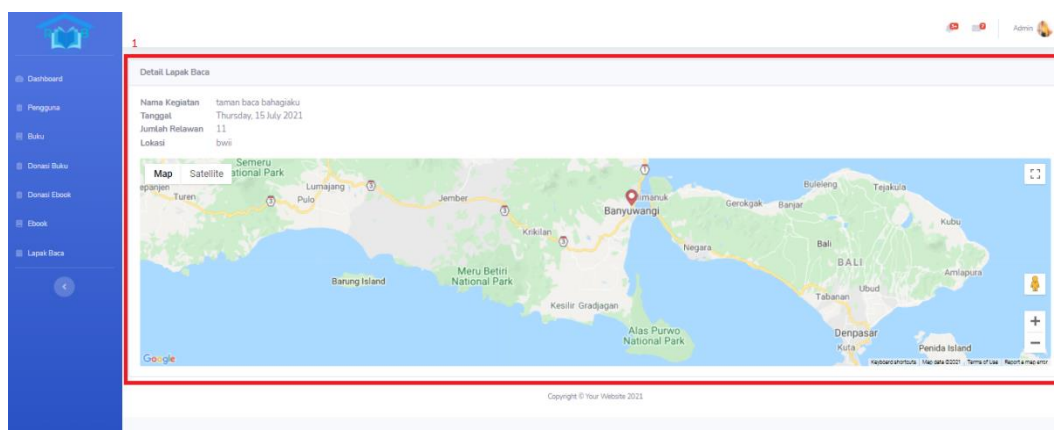 Admin
1
Dashboard
Pengguna
Buku
Donasi Buku
Donasi Ebook
Ebook
Lapak Baca
Detail Lapak Baca
Nama Kegiatan taman baca bahagiaku
Tanggal Thursday, 15 July 2021
Jumlah Relawan 11
Lokasi bwii
Map Satellite
Semeru
ational Park
epanjen
Turen
Lumajang
Pulo
Jember
Krikilan
Banyuwangi
imanuk
Gerokgak
Banjar
Buleleng
Tejakula
Kubu
Negara
Bali
BALI
Amlapura
Ubud
Tabanan
Denpasar
Kuta
Penida Island
Barung Island
Meru Betiri
National Park
Kesilir Gradjagan
Alas Purwo
National Park
Google
Keyboard shortcuts Map data ©2021 Terms of Use Report a map error
Copyright © Your Website 2021